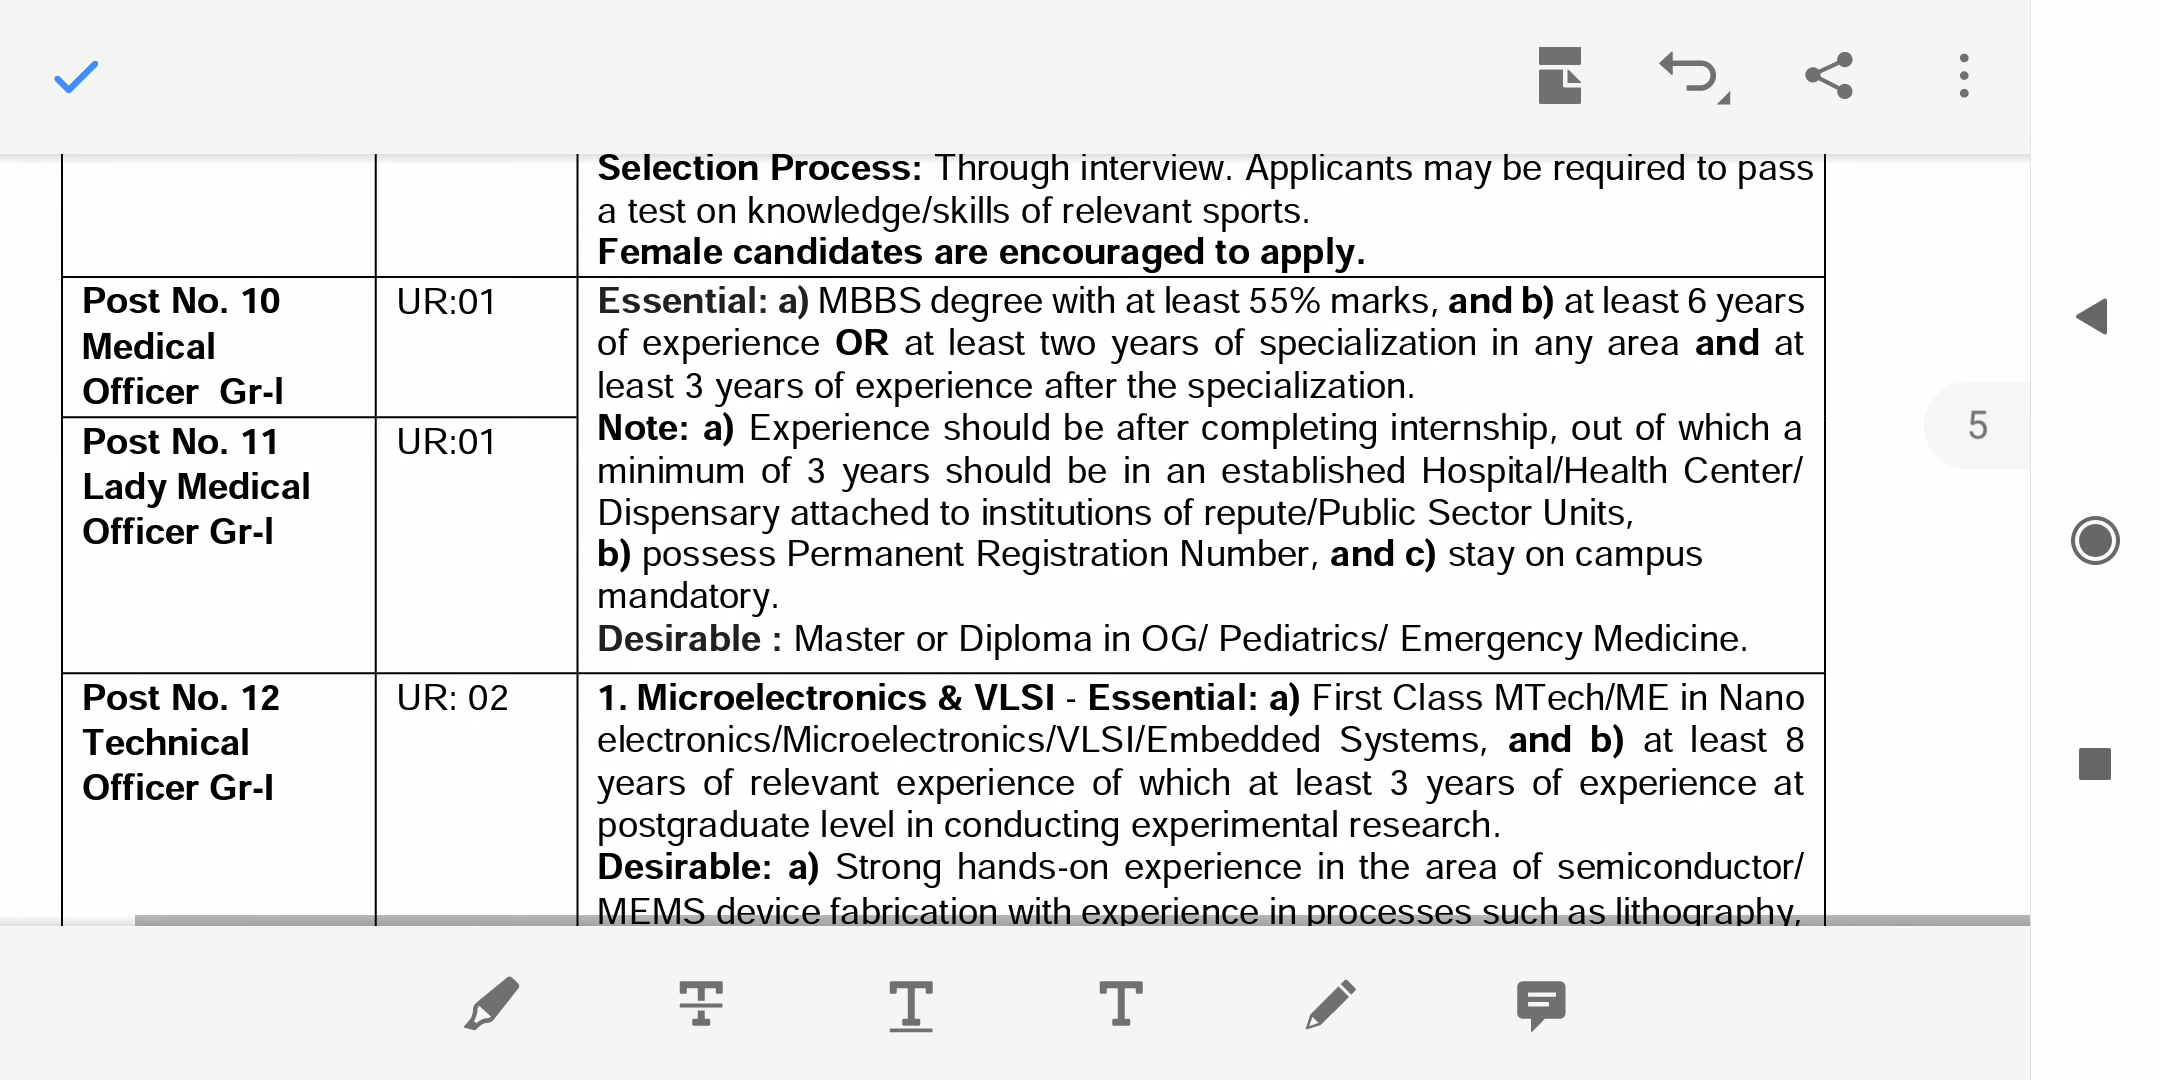 Selection Process: Through interview. Applicants may be required to pass
a test on knowledge/skills of relevant sports.
Female candidates are encouraged to apply.
Post No. 10
Medical
Officer Gr-I
UR:01
Essential: a) MBBS degree with at least 55% marks, and b) at least 6 years
of experience OR at least two years of specialization in any area and at
least 3 years of experience after the specialization.
Post No. 11
Lady Medical
Officer Gr-I
UR:01
Note: a) Experience should be after completing internship, out of which a
minimum of 3 years should be in an established Hospital/Health Center/
Dispensary attached to institutions of repute/Public Sector Units,
b) possess Permanent Registration Number, and c) stay on campus
mandatory.
Desirable : Master or Diploma in OG/ Pediatrics/ Emergency Medicine.
Post No. 12
Technical
Officer Gr-I
UR: 02
1. Microelectronics & VLSI - Essential: a) First Class MTech/ME in Nano
electronics/Microelectronics/VLSI/Embedded Systems, and b) at least 8
years of relevant experience of which at least 3 years of experience at
postgraduate level in conducting experimental research.
Desirable: a) Strong hands-on experience in the area of semiconductor/
MEMS device fabrication with experience in processes such as lithography,
5